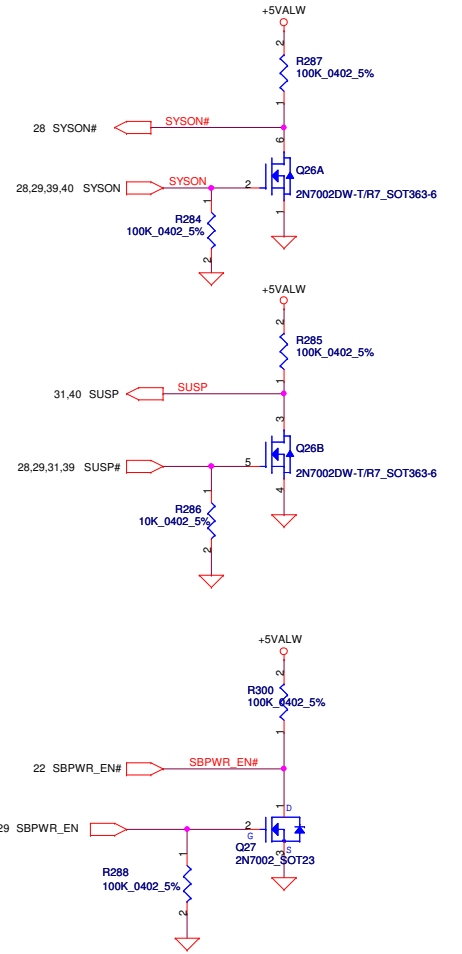 +5VALW
2
R287
100K_0402_5%
1
28 SYSON#
SYSON#
6
Q26A
2N7002DW-T/R7_SOT363-6
28,29,39,40 SYSON
SYSON
2
1
1
R284
100K_0402_5%
2
+5VALW
2
R285
100K_0402_5%
1
31,40 SUSP
SUSP
3
Q26B
2N7002DW-T/R7_SOT363-6
28,29,31,39 SUSP#
5
4
1
R286
10K_0402_5%
2
+5VALW
2
R300
100K_0402_5%
1
22 SBPWR_EN#
SBPWR_EN#
1
D
29 SBPWR_EN
2
G
Q27
2N7002_SOT23
3
S
1
R288
100K_0402_5%
2